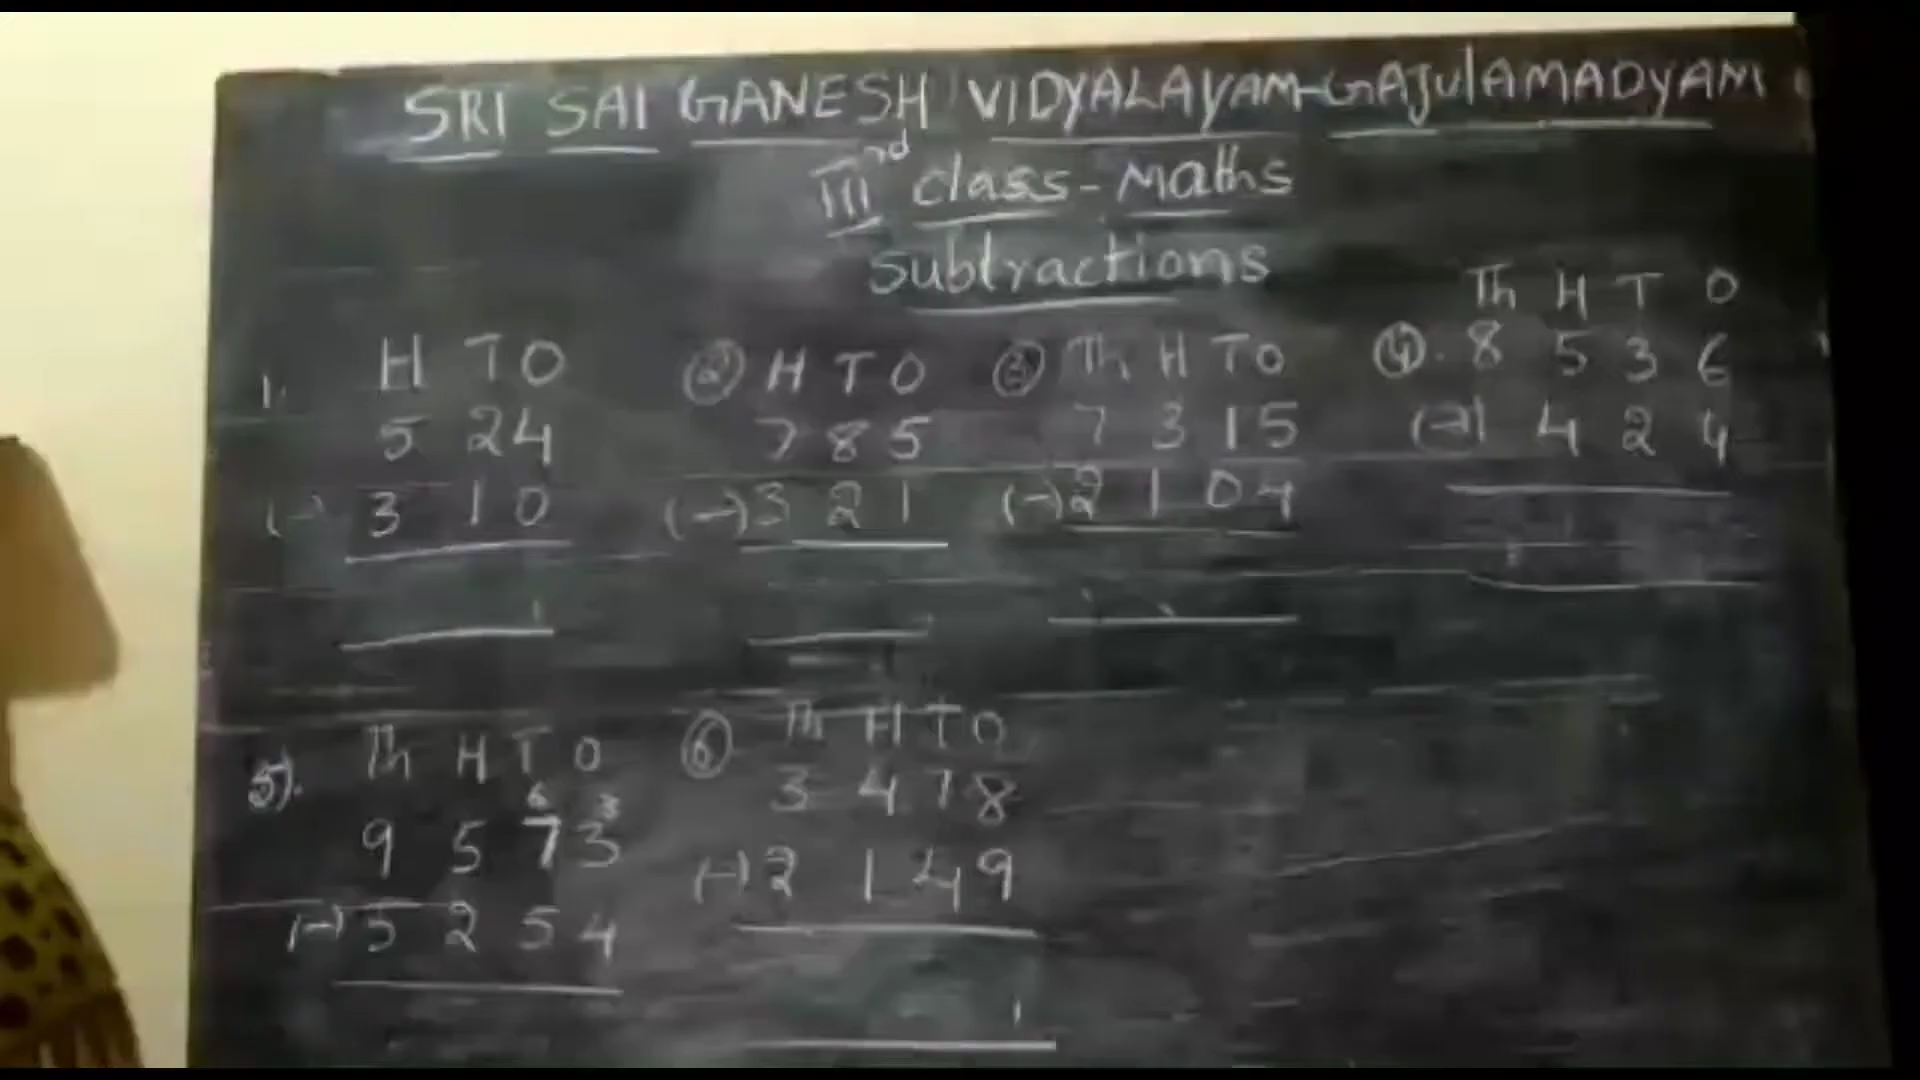 SRI SAI GANESH VIDYALAYAM-GAJULAMADYAM
IIIrd class - Maths
Subtractions
1. H T O
5 2 4
(-) 3 1 0
② H T O
7 8 5
(-) 3 2 1
③ Th H T O
7 3 1 5
(-) 2 1 0 4
Th H T O
④. 8 5 3 6
(-) 1 4 2 4
5). Th H T O
6 3
9 5 7 3
(-) 5 2 5 4
⑥ Th H T O
3 4 7 8
(-) 2 1 4 9